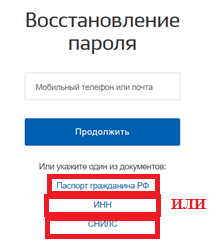 Восстановление
пароля
Мобильный телефон или почта
Продолжить
Или укажите один из документов:
Паспорт гражданина РФ
ИНН или
СНИЛС